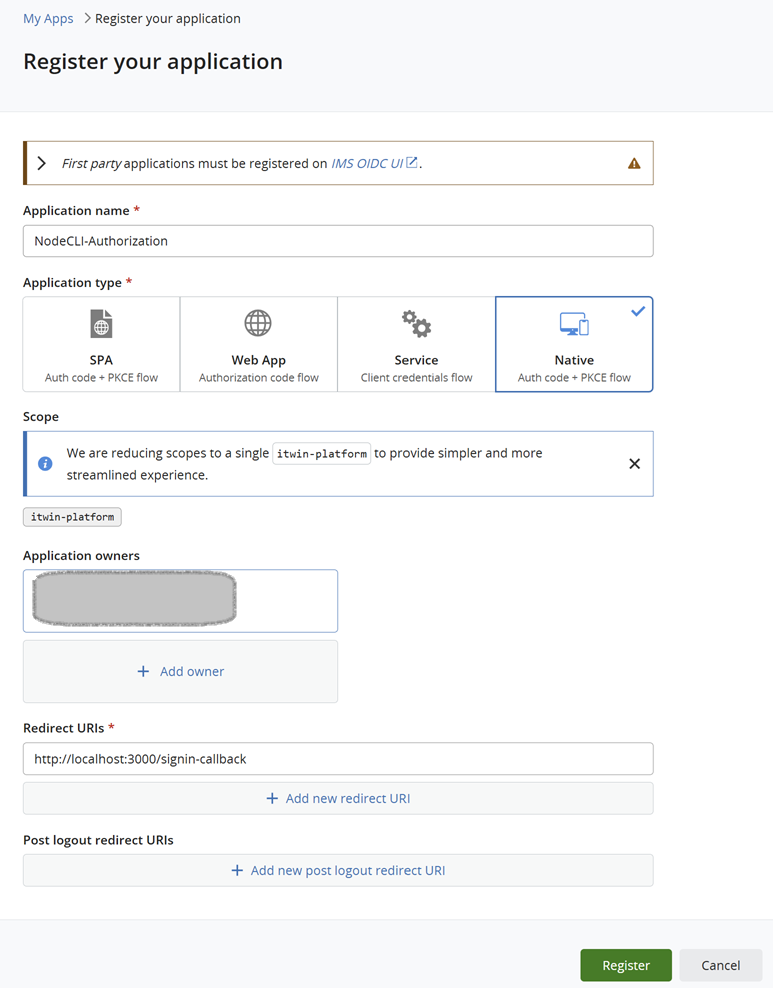 My Apps > Register your application
Register your application
First party applications must be registered on IMS OIDC UI.
Application name *
NodeCLI-Authorization
Application type *
SPA
Auth code + PKCE flow
Web App
Authorization code flow
Service
Client credentials flow
Native
Auth code + PKCE flow
Scope
We are reducing scopes to a single itwin-platform to provide simpler and more
streamlined experience.
itwin-platform
Application owners
+ Add owner
Redirect URIs *
http://localhost:3000/signin-callback
+ Add new redirect URI
Post logout redirect URIs
+ Add new post logout redirect URI
Register
Cancel